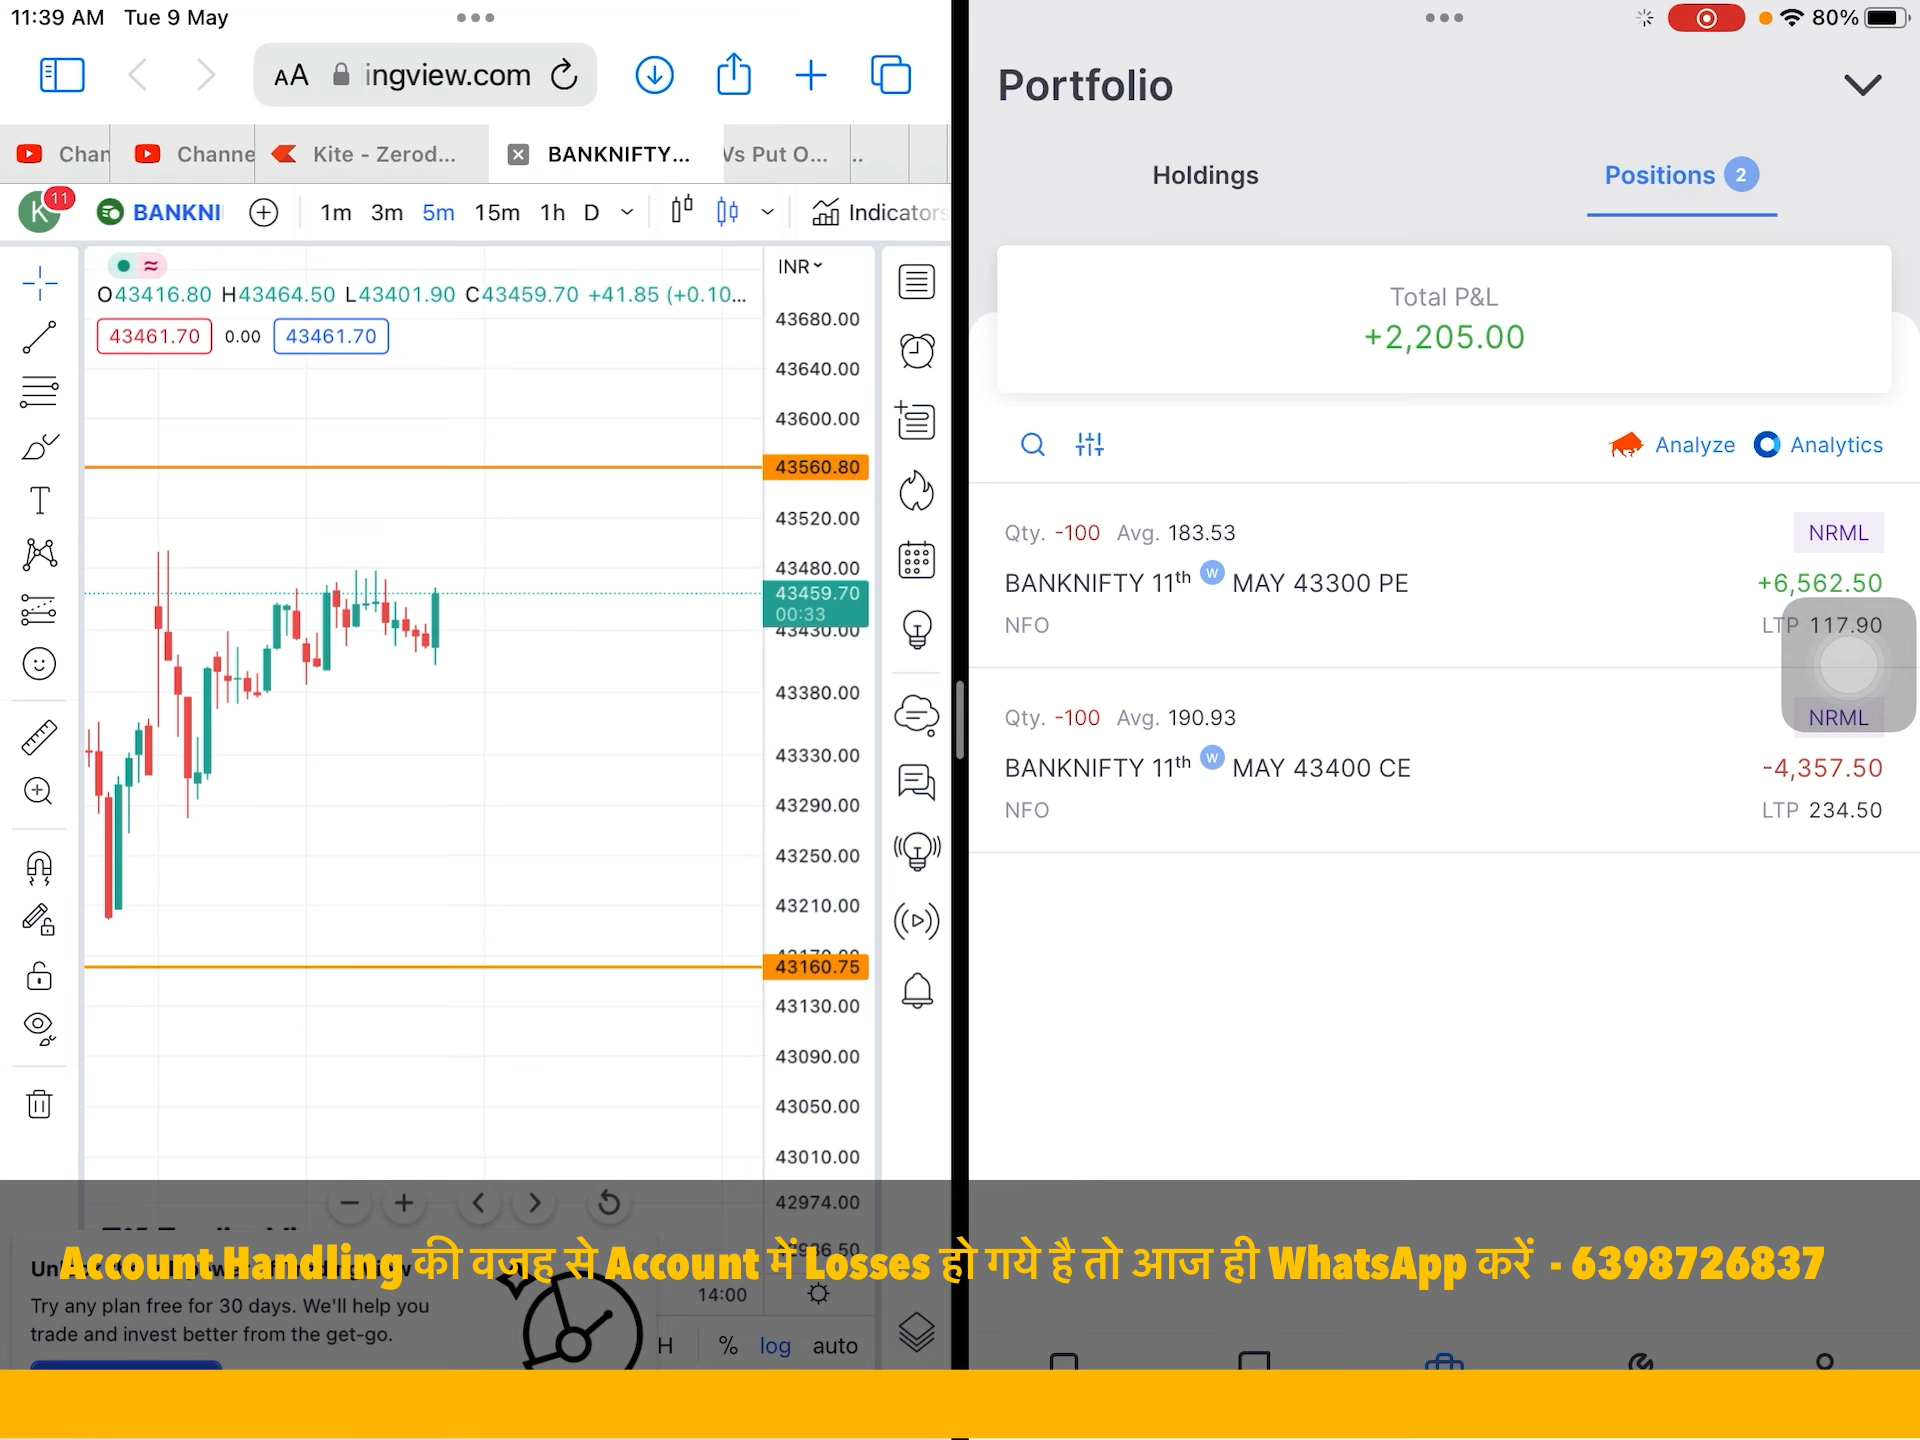 11:39 AM Tue 9 May
80%
AA ingview.com
Chan
Channe
Kite - Zerod...
BANKNIFTY...
Vs Put O...
..
K 11
BANKNI
1m 3m 5m 15m 1h D
Indicators
O43416.80 H43464.50 L43401.90 C43459.70 +41.85 (+0.10...
43461.70 0.00 43461.70
INR
43680.00
43640.00
43600.00
43560.80
43520.00
43480.00
43459.70
00:33
43430.00
43380.00
43330.00
43290.00
43250.00
43210.00
43160.75
43130.00
43090.00
43050.00
43010.00
42974.00
14:00
Try any plan free for 30 days. We'll help you
trade and invest better from the get-go.
H % log auto
Portfolio
Holdings
Positions 2
Total P&L
+2,205.00
Analyze Analytics
Qty. -100 Avg. 183.53 NRML
BANKNIFTY 11th W MAY 43300 PE +6,562.50
NFO LTP 117.90
Qty. -100 Avg. 190.93 NRML
BANKNIFTY 11th W MAY 43400 CE -4,357.50
NFO LTP 234.50
Account Handling की वजह से Account में Losses हो गये है तो आज ही WhatsApp करें - 6398726837